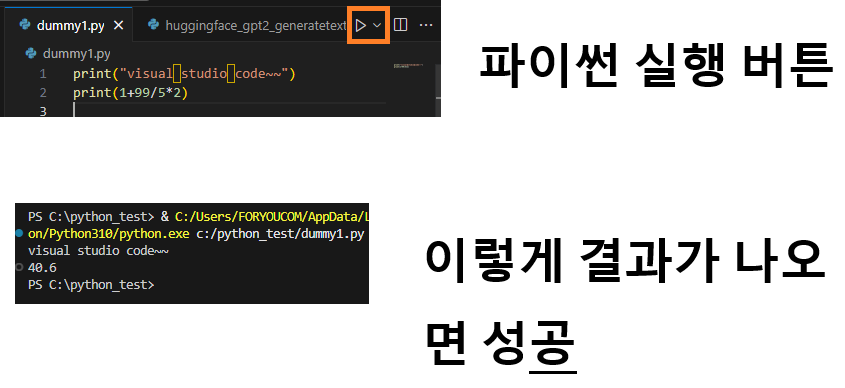 dummy1.py huggingface_gpt2_generatetext
dummy1.py
1 print("visual studio code~~")
2 print(1+99/5*2)
3
파이썬 실행 버튼
PS C:\python_test> & C:/Users/FORYOUCOM/AppData/L
on/Python310/python.exe c:/python_test/dummy1.py
visual studio code~~
40.6
PS C:\python_test>
이렇게 결과가 나오
면 성공